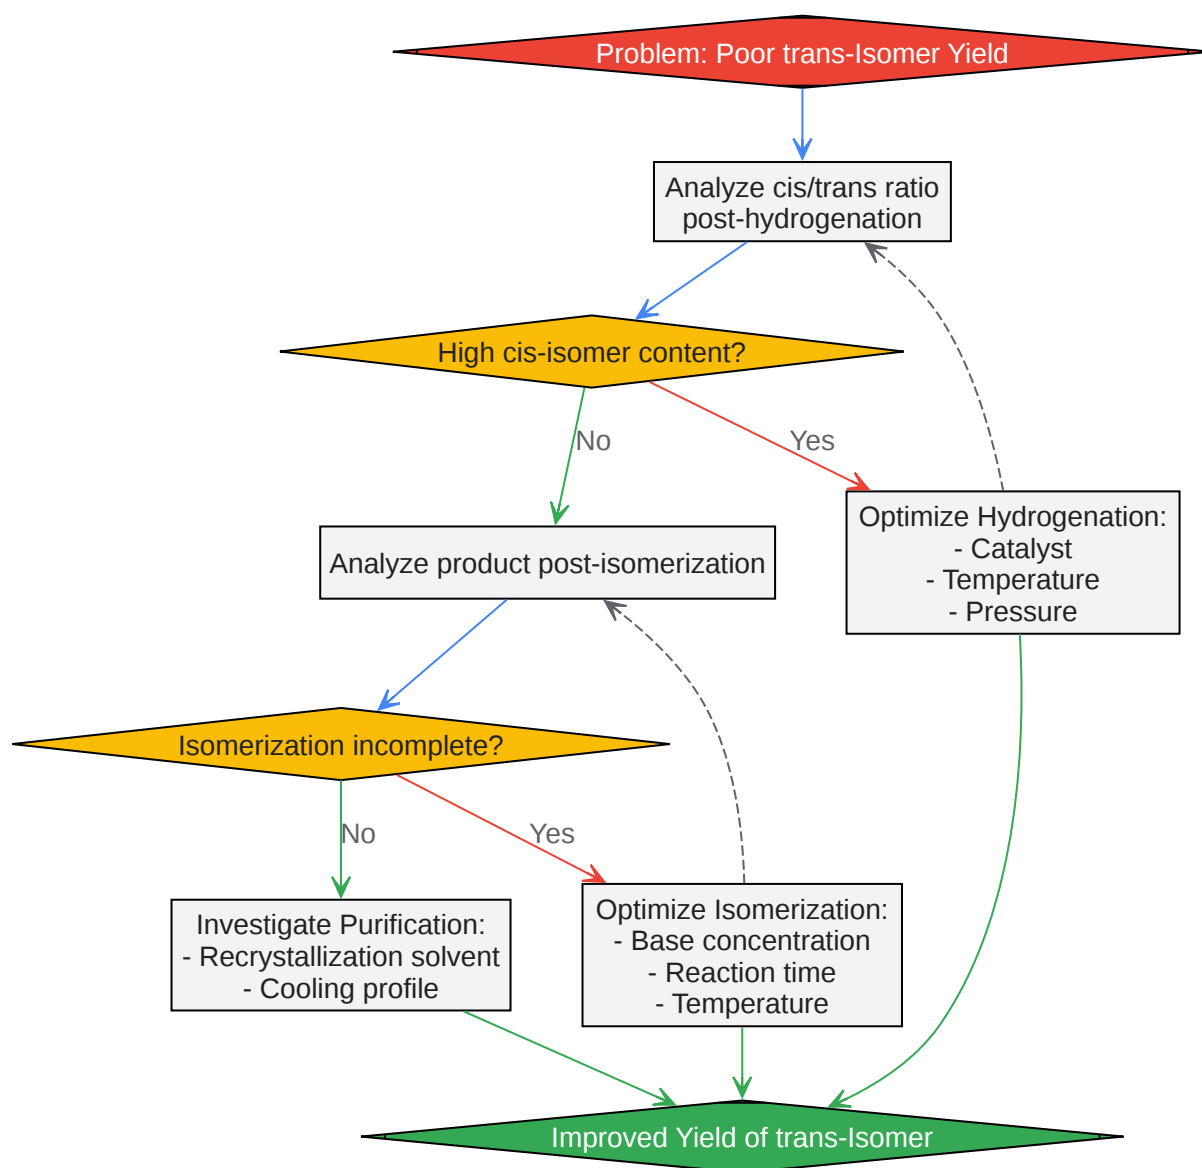 Problem: Poor trans-Isomer Yield
Analyze cis/trans ratio
post-hydrogenation
High cis-isomer content?
No
Yes
Optimize Hydrogenation:
- Catalyst
- Temperature
- Pressure
Analyze product post-isomerization
Isomerization incomplete?
No
Yes
Investigate Purification:
- Recrystallization solvent
- Cooling profile
Optimize Isomerization:
- Base concentration
- Reaction time
- Temperature
Improved Yield of trans-Isomer